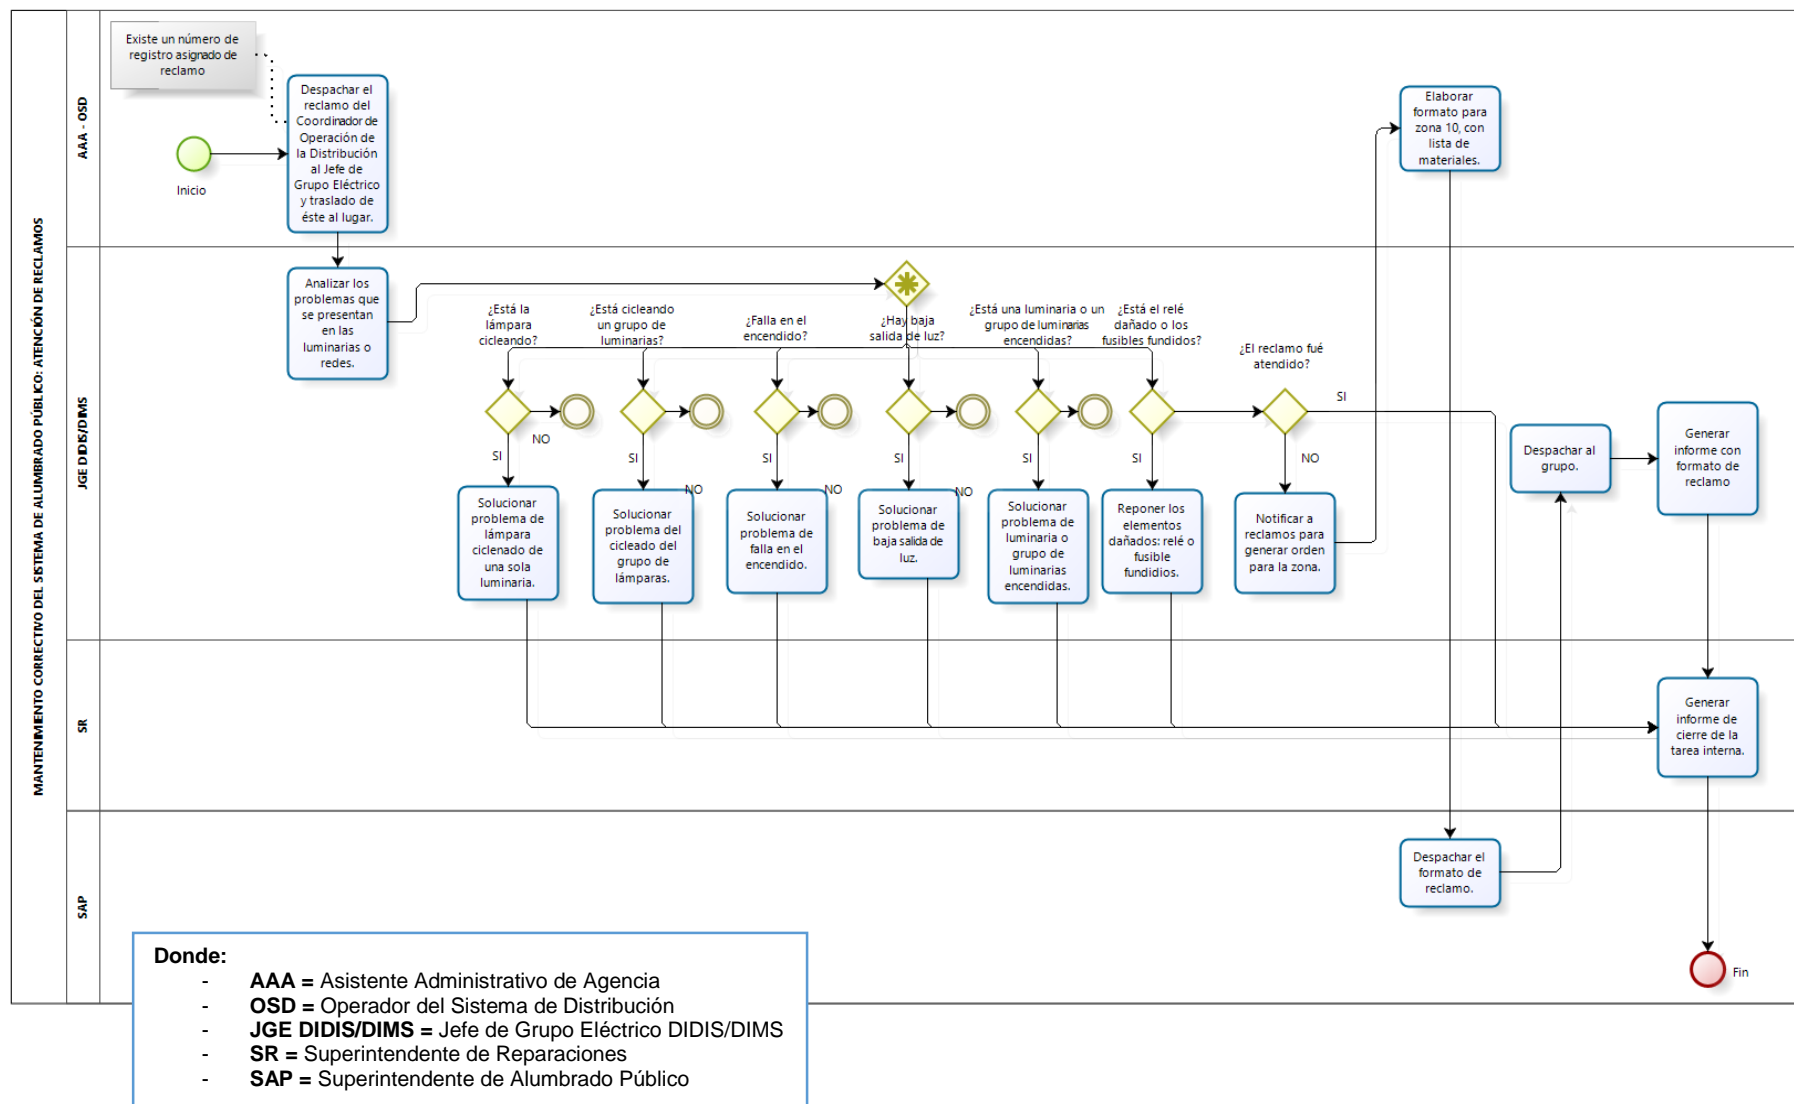 MANTENIMIENTO CORRECTIVO DEL SISTEMA DE ALUMBRADO PÚBLICO: ATENCIÓN DE RECLAMOS
AAA - OSD
Existe un número de
registro asignado de
reclamo
Inicio
Despachar el
reclamo del
Coordinador de
Operación de
la Distribución
al Jefe de
Grupo Eléctrico
y traslado de
éste al lugar.
Elaborar
formato para
zona 10, con
lista de
materiales.
JGE DIDIS/DIMS
Analizar los
problemas que
se presentan
en las
luminarias o
redes.
¿Está la
lámpara
cicleando?
¿Está cicleando
un grupo de
luminarias?
¿Falla en el
encendido?
¿Hay baja
salida de luz?
¿Está una luminaria o un
grupo de luminarias
encendidas?
¿Está el relé
dañado o los
fusibles fundidos?
¿El reclamo fué
atendido?
SI
NO
SI
SI
SI
SI
SI
SI
NO
NO
NO
NO
Solucionar
problema de
lámpara
ciclenado de
una sola
luminaria.
Solucionar
problema del
cicleado del
grupo de
lámparas.
Solucionar
problema de
falla en el
encendido.
Solucionar
problema de
baja salida de
luz.
Solucionar
problema de
luminaria o
grupo de
luminarias
encendidas.
Reponer los
elementos
dañados: relé o
fusible
fundidios.
Notificar a
reclamos para
generar orden
para la zona.
Despachar al
grupo.
Generar
informe con
formato de
reclamo
SR
Generar
informe de
cierre de la
tarea interna.
SAP
Despachar el
formato de
reclamo.
Fin
Donde:
- AAA = Asistente Administrativo de Agencia
- OSD = Operador del Sistema de Distribución
- JGE DIDIS/DIMS = Jefe de Grupo Eléctrico DIDIS/DIMS
- SR = Superintendente de Reparaciones
- SAP = Superintendente de Alumbrado Público